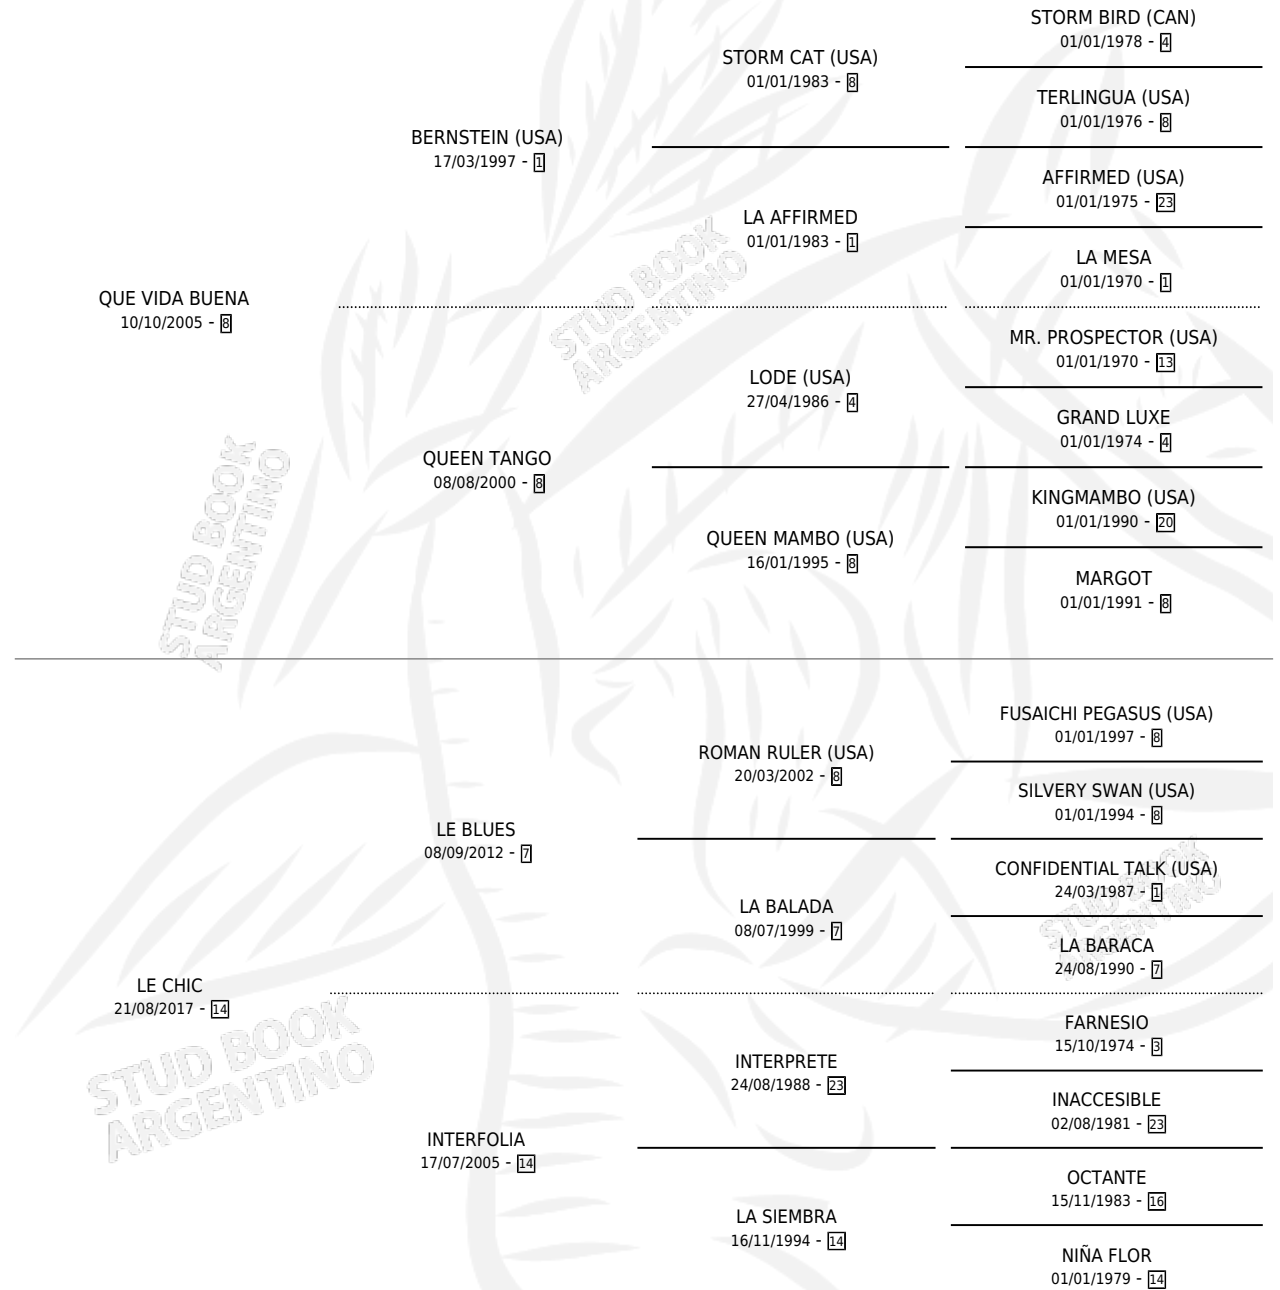 STORM BIRD (CAN)
01/01/1978 - 4
STORM CAT (USA)
01/01/1983 - 8
TERLINGUA (USA)
01/01/1976 - 8
BERNSTEIN (USA)
17/03/1997 - 1
AFFIRMED (USA)
01/01/1975 - 23
LA AFFIRMED
01/01/1983 - 1
LA MESA
01/01/1970 - 1
QUE VIDA BUENA
10/10/2005 - 8
MR. PROSPECTOR (USA)
01/01/1970 - 13
LODE (USA)
27/04/1986 - 4
GRAND LUXE
01/01/1974 - 4
QUEEN TANGO
08/08/2000 - 8
KINGMAMBO (USA)
01/01/1990 - 20
QUEEN MAMBO (USA)
16/01/1995 - 8
MARGOT
01/01/1991 - 8
STUD BOOK
ARGENTINO
STUD BOOK
ARGENTINO
FUSAICHI PEGASUS (USA)
01/01/1997 - 8
ROMAN RULER (USA)
20/03/2002 - 8
SILVERY SWAN (USA)
01/01/1994 - 8
LE BLUES
08/09/2012 - 7
CONFIDENTIAL TALK (USA)
24/03/1987 - 1
LA BALADA
08/07/1999 - 7
LA BARACA
24/08/1990 - 7
STUD BOOK
ARGENTINO
LE CHIC
21/08/2017 - 14
FARNESIO
15/10/1974 - 3
INTERPRETE
24/08/1988 - 23
INACCESIBLE
02/08/1981 - 23
INTERFOLIA
17/07/2005 - 14
OCTANTE
15/11/1983 - 16
LA SIEMBRA
16/11/1994 - 14
NIÑA FLOR
01/01/1979 - 14
STUD BOOK
ARGENTINO